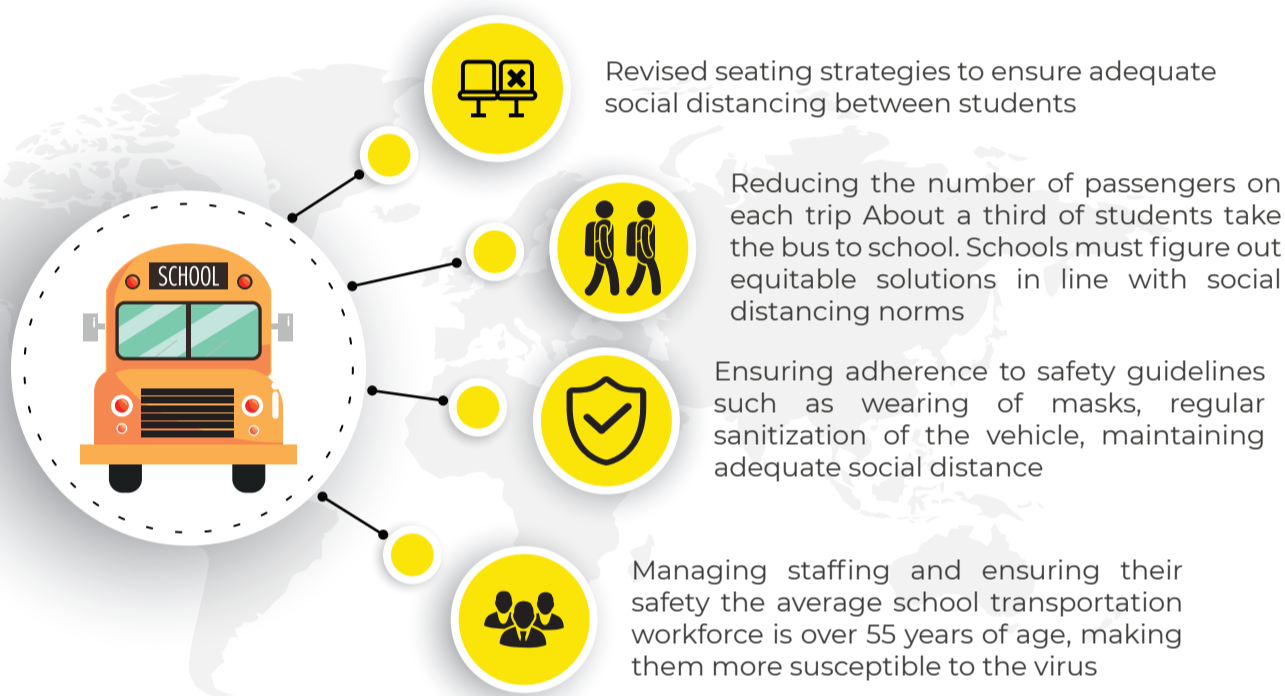 SCHOOL
Revised seating strategies to ensure adequate
social distancing between students
Reducing the number of passengers on
each trip About a third of students take
the bus to school. Schools must figure out
equitable solutions in line with social
distancing norms
Ensuring adherence to safety guidelines
such as wearing of masks, regular
sanitization of the vehicle, maintaining
adequate social distance
Managing staffing and ensuring their
safety the average school transportation
workforce is over 55 years of age, making
them more susceptible to the virus